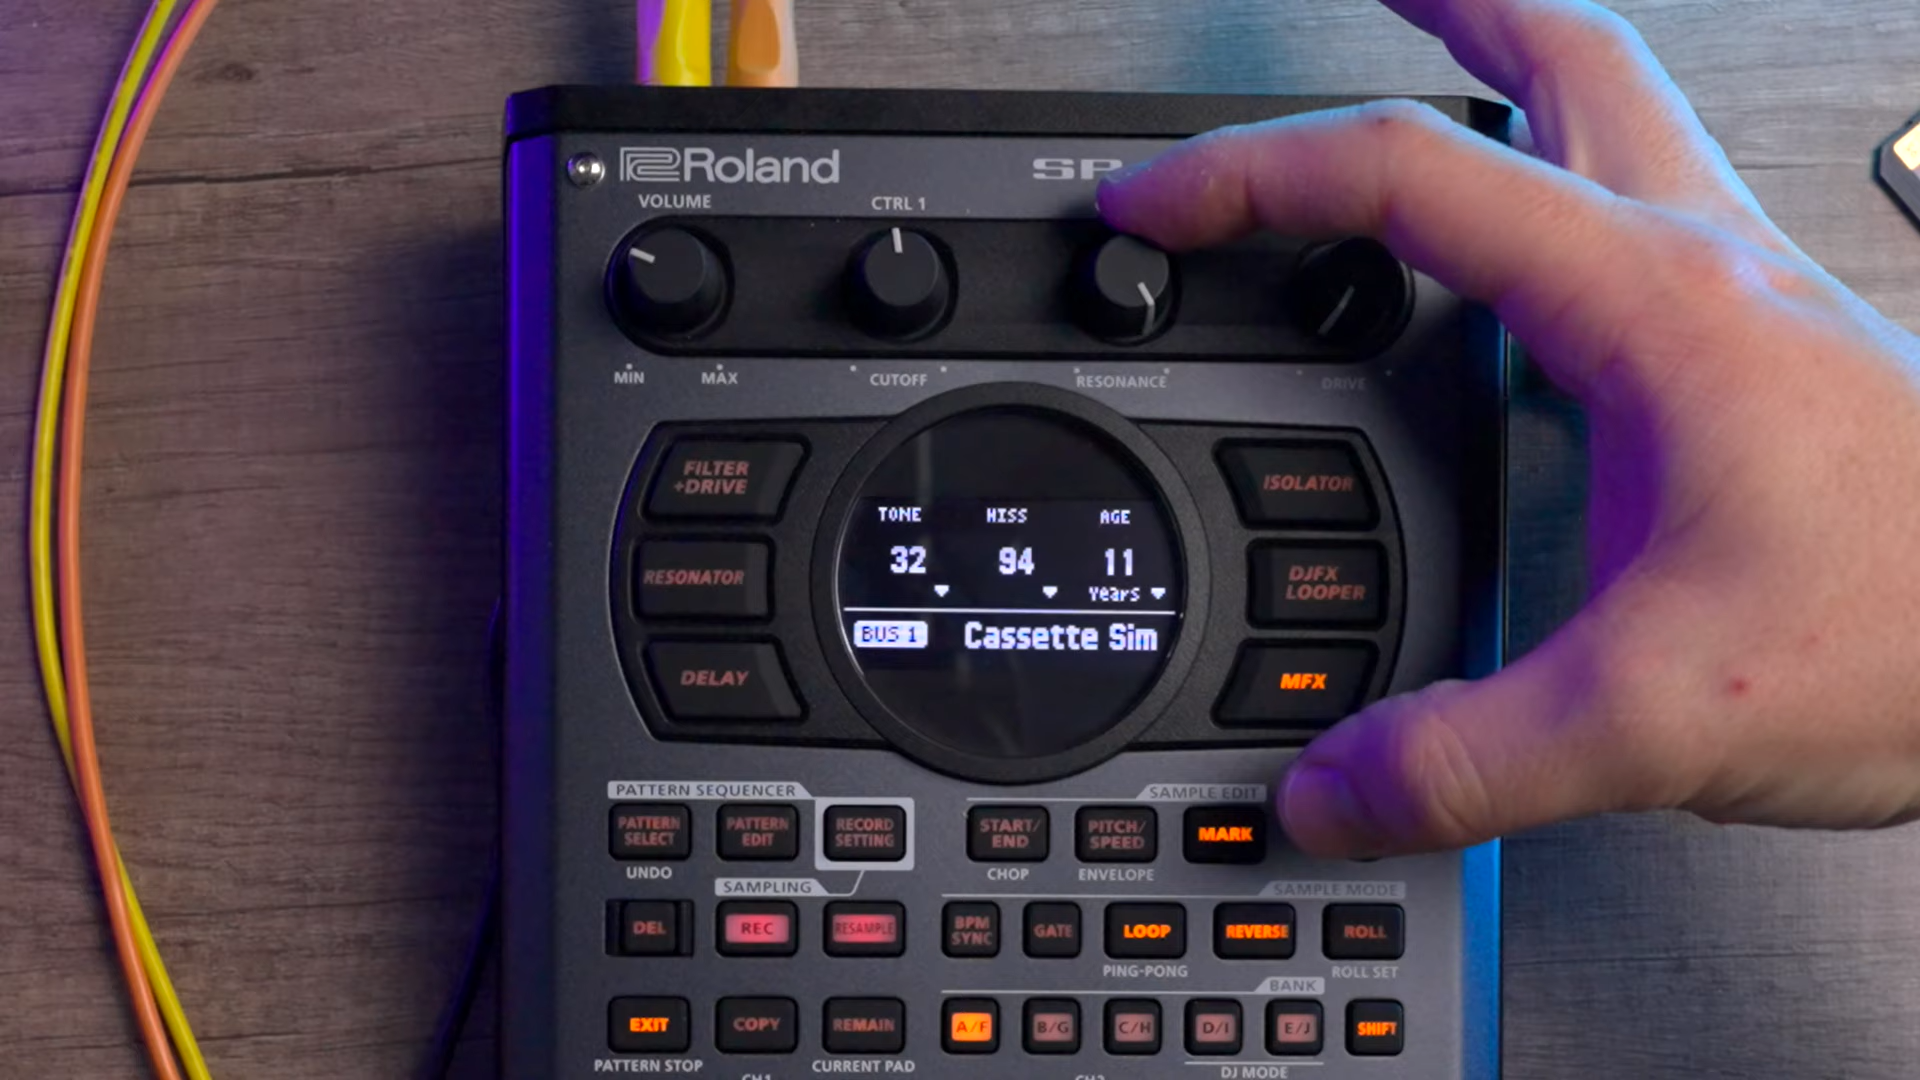 Roland
SP
VOLUME
CTRL 1
MIN
MAX
CUTOFF
RESONANCE
DRIVE
FILTER
+DRIVE
ISOLATOR
TONE
HISS
AGE
32
94
11
Years
RESONATOR
DJFX
LOOPER
BUS 1
Cassette Sim
DELAY
MFX
PATTERN SEQUENCER
SAMPLE EDIT
PATTERN
SELECT
PATTERN
EDIT
RECORD
SETTING
START/
END
PITCH/
SPEED
MARK
UNDO
CHOP
ENVELOPE
SAMPLING
SAMPLE MODE
DEL
REC
RESAMPLE
BPM
SYNC
GATE
LOOP
REVERSE
ROLL
PING-PONG
ROLL SET
BANK
EXIT
COPY
REMAIN
A/F
B/G
C/H
D/I
E/J
SHIFT
PATTERN STOP
CURRENT PAD
DJ MODE